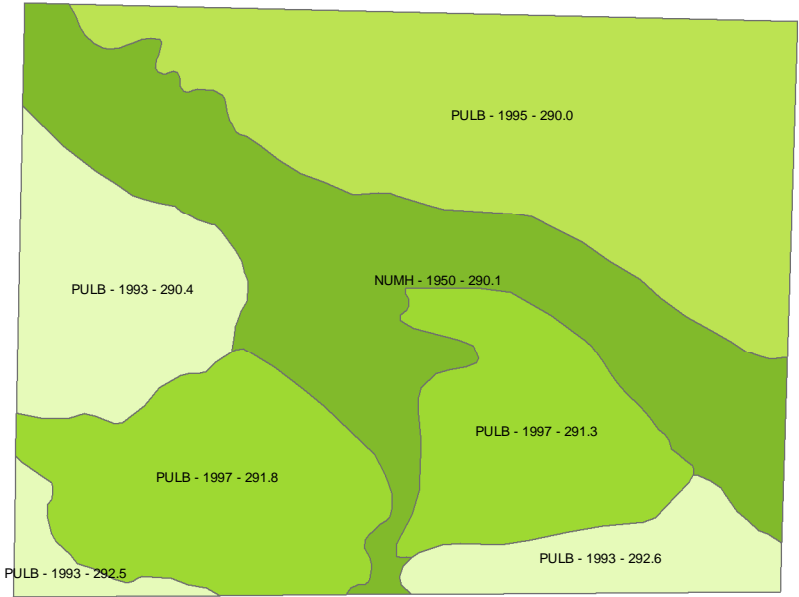 PULB - 1995 - 290.0
NUMH - 1950 - 290.1
PULB - 1993 - 290.4
PULB - 1997 - 291.3
PULB - 1997 - 291.8
PULB - 1993 - 292.6
PULB - 1993 - 292.5